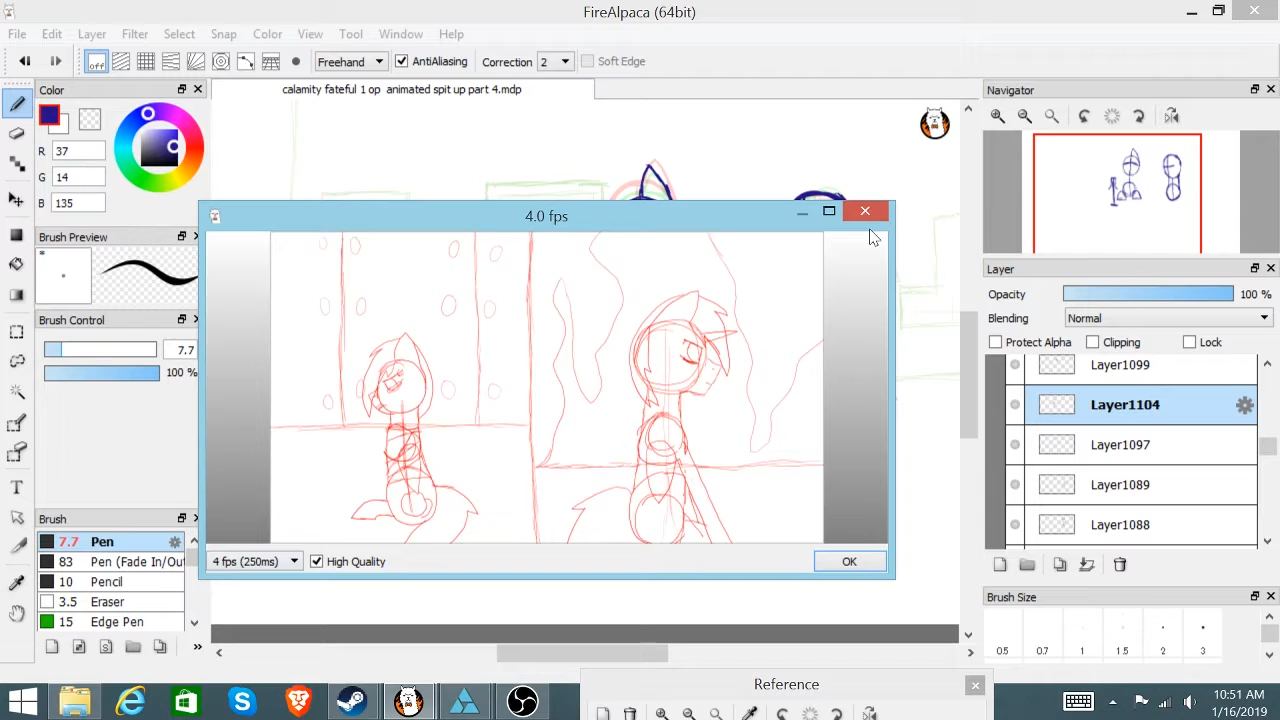 FireAlpaca (64bit)
File Edit Layer Filter Select Snap Color View Tool Window Help
off Freehand AntiAliasing Correction 2 Soft Edge
Color
calamity fateful 1 op animated spit up part 4.mdp
Navigator
R 37
G 14
B 135
4.0 fps
Brush Preview
*
Layer
Opacity 100 %
Blending Normal
Brush Control
Protect Alpha Clipping Lock
7.7
100 %
Layer1099
Layer1104
Layer1097
Layer1089
Layer1088
Brush
7.7 Pen
83 Pen (Fade In/Out
10 Pencil
3.5 Eraser
15 Edge Pen
4 fps (250ms) High Quality OK
Brush Size
0.5 0.7 1 1.5 2 3
»
Reference
10:51 AM
1/16/2019